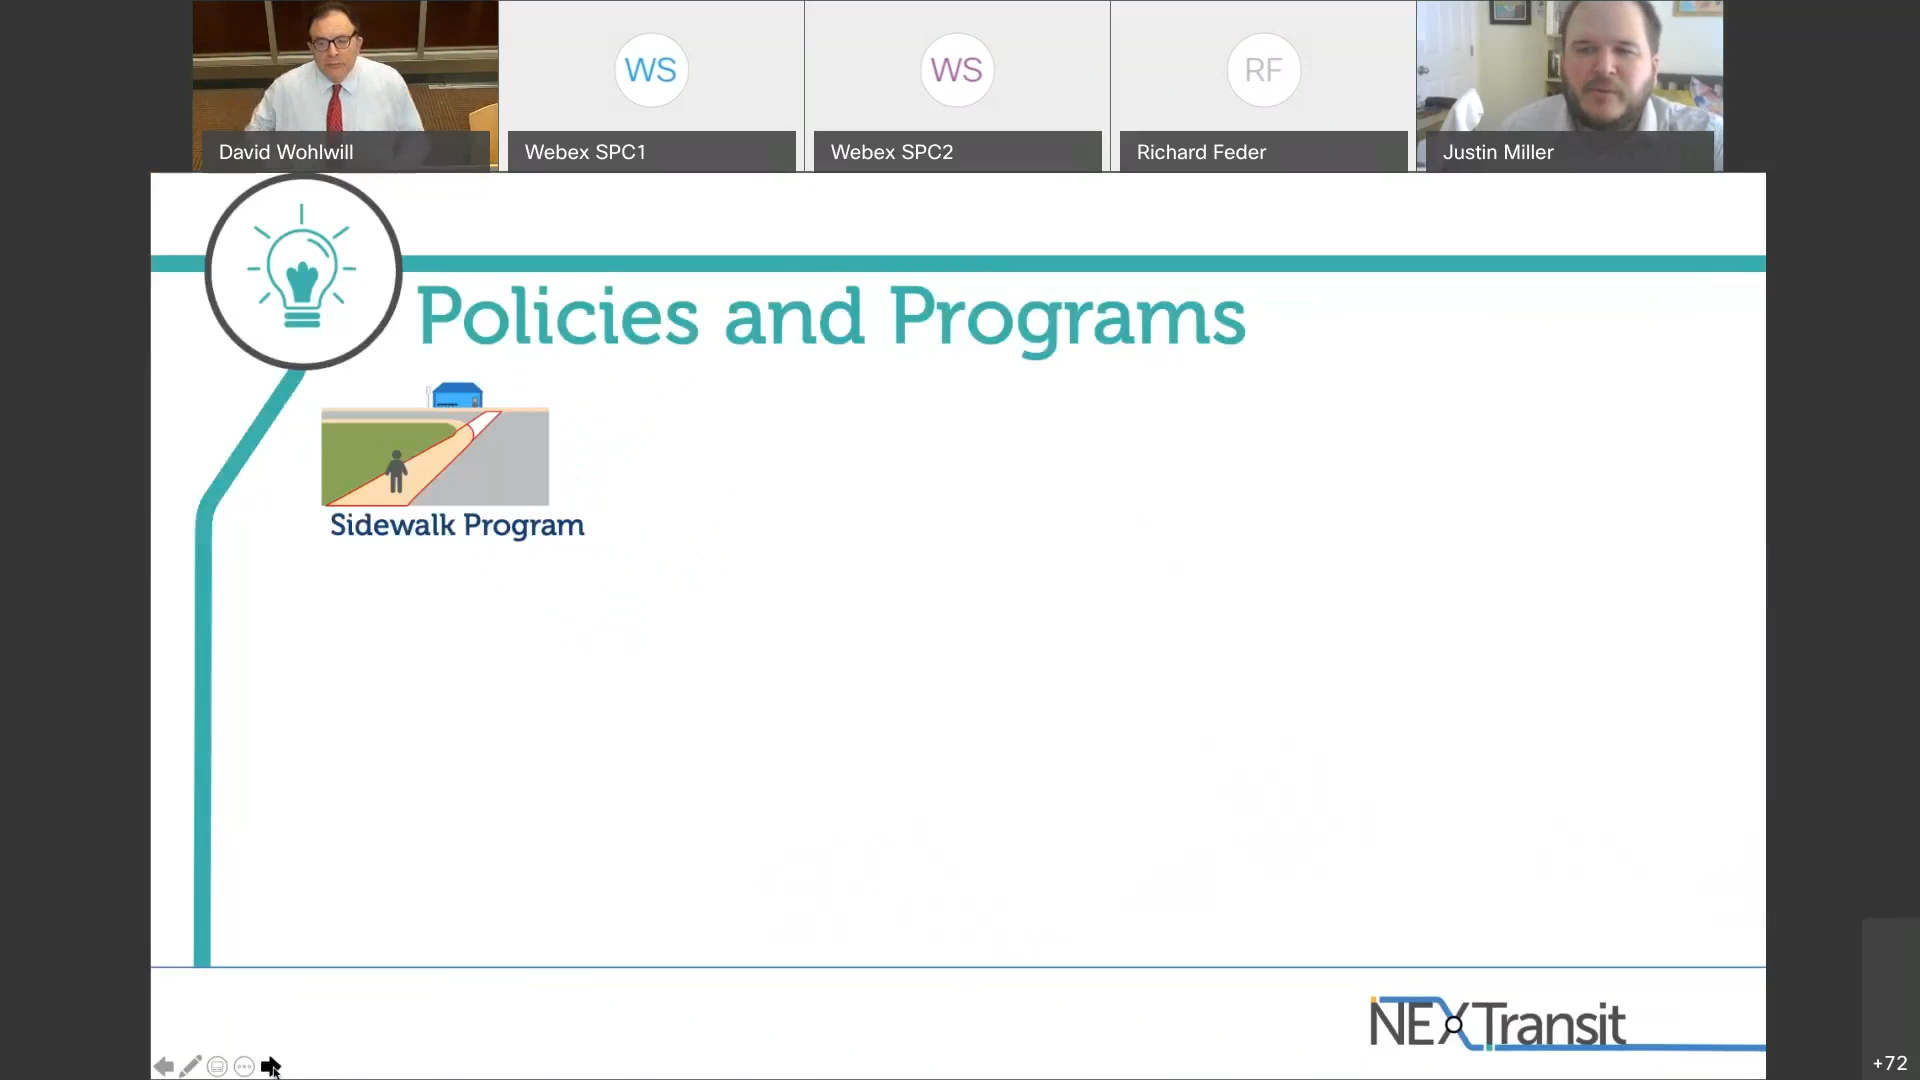 WS
WS
RF
David Wohlwill
Webex SPC1
Webex SPC2
Richard Feder
Justin Miller
Policies and Programs
Sidewalk Program
NEXTransit
+72